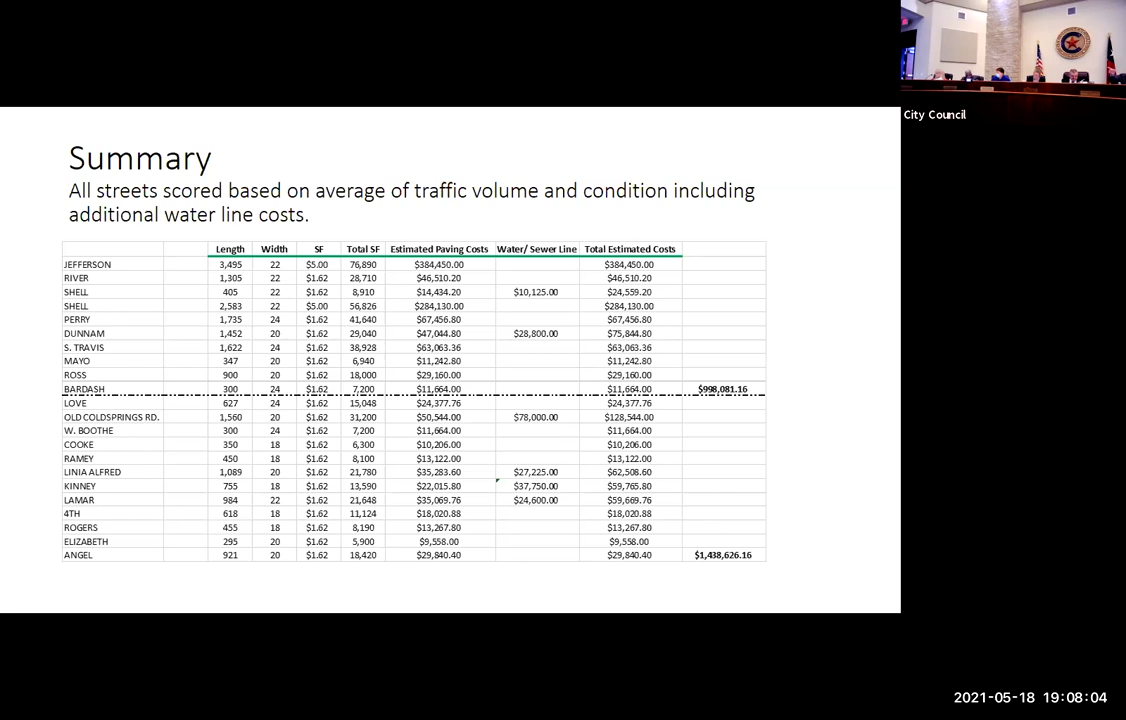 City Council
Summary
All streets scored based on average of traffic volume and condition including
additional water line costs.
Length Width SF Total SF Estimated Paving Costs Water/ Sewer Line Total Estimated Costs
JEFFERSON 3,495 22 $5.00 76,890 $384,450.00 $384,450.00
RIVER 1,305 22 $1.62 28,710 $46,510.20 $46,510.20
SHELL 405 22 $1.62 8,910 $14,434.20 $10,125.00 $24,559.20
SHELL 2,583 22 $5.00 56,826 $284,130.00 $284,130.00
PERRY 1,735 24 $1.62 41,640 $67,456.80 $67,456.80
DUNNAM 1,452 20 $1.62 29,040 $47,044.80 $28,800.00 $75,844.80
S. TRAVIS 1,622 24 $1.62 38,928 $63,063.36 $63,063.36
MAYO 347 20 $1.62 6,940 $11,242.80 $11,242.80
ROSS 900 20 $1.62 18,000 $29,160.00 $29,160.00
BARDASH 300 24 $1.62 7,200 $11,664.00 $11,664.00 $998,081.16
LOVE 627 24 $1.62 15,048 $24,377.76 $24,377.76
OLD COLDSPRINGS RD. 1,560 20 $1.62 31,200 $50,544.00 $78,000.00 $128,544.00
W. BOOTHE 300 24 $1.62 7,200 $11,664.00 $11,664.00
COOKE 350 18 $1.62 6,300 $10,206.00 $10,206.00
RAMEY 450 18 $1.62 8,100 $13,122.00 $13,122.00
LINIA ALFRED 1,089 20 $1.62 21,780 $35,283.60 $27,225.00 $62,508.60
KINNEY 755 18 $1.62 13,590 $22,015.80 $37,750.00 $59,765.80
LAMAR 984 22 $1.62 21,648 $35,069.76 $24,600.00 $59,669.76
4TH 618 18 $1.62 11,124 $18,020.88 $18,020.88
ROGERS 455 18 $1.62 8,190 $13,267.80 $13,267.80
ELIZABETH 295 20 $1.62 5,900 $9,558.00 $9,558.00
ANGEL 921 20 $1.62 18,420 $29,840.40 $29,840.40 $1,438,626.16
2021-05-18 19:08:04